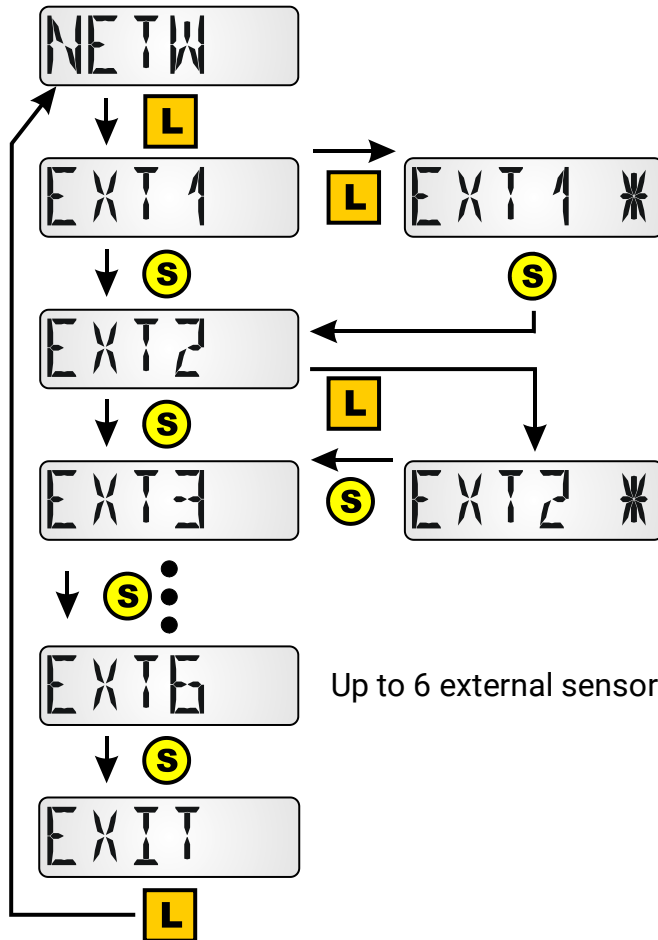 NETW
L
EXT1
L
EXT1 *
S
S
EXT2
L
S
EXT3
S
EXT2 *
S
EXT6
Up to 6 external sensor
S
EXIT
L